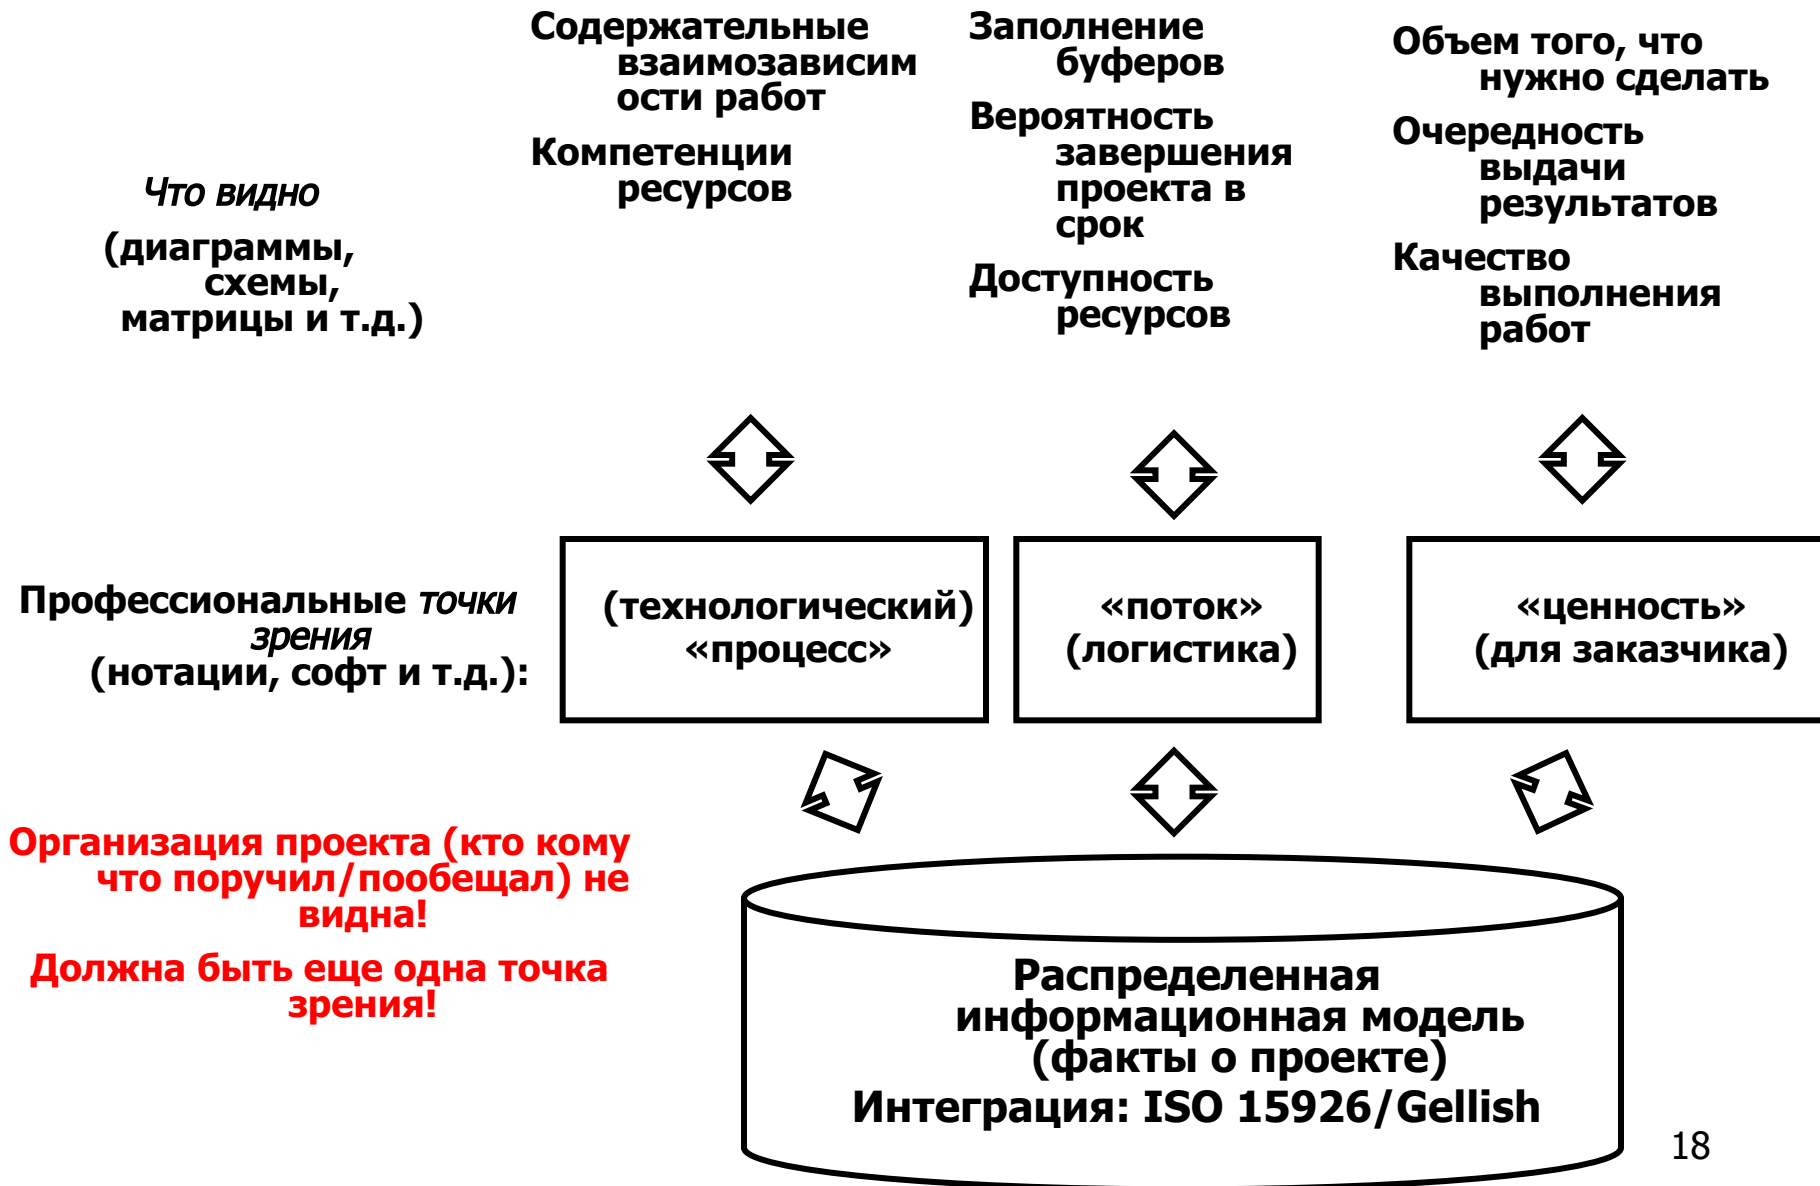 Содержательные
взаимозависим
ости работ
Компетенции
ресурсов
Заполнение
буферов
Вероятность
завершения
проекта в
срок
Доступность
ресурсов
Объем того, что
нужно сделать
Очередность
выдачи
результатов
Качество
выполнения
работ
Что видно
(диаграммы,
схемы,
матрицы и т.д.)
Профессиональные точки
зрения
(нотации, софт и т.д.):
(технологический)
«процесс»
«поток»
(логистика)
«ценность»
(для заказчика)
Организация проекта (кто кому
что поручил/пообещал) не
видна!
Должна быть еще одна точка
зрения!
Распределенная
информационная модель
(факты о проекте)
Интеграция: ISO 15926/Gellish
18